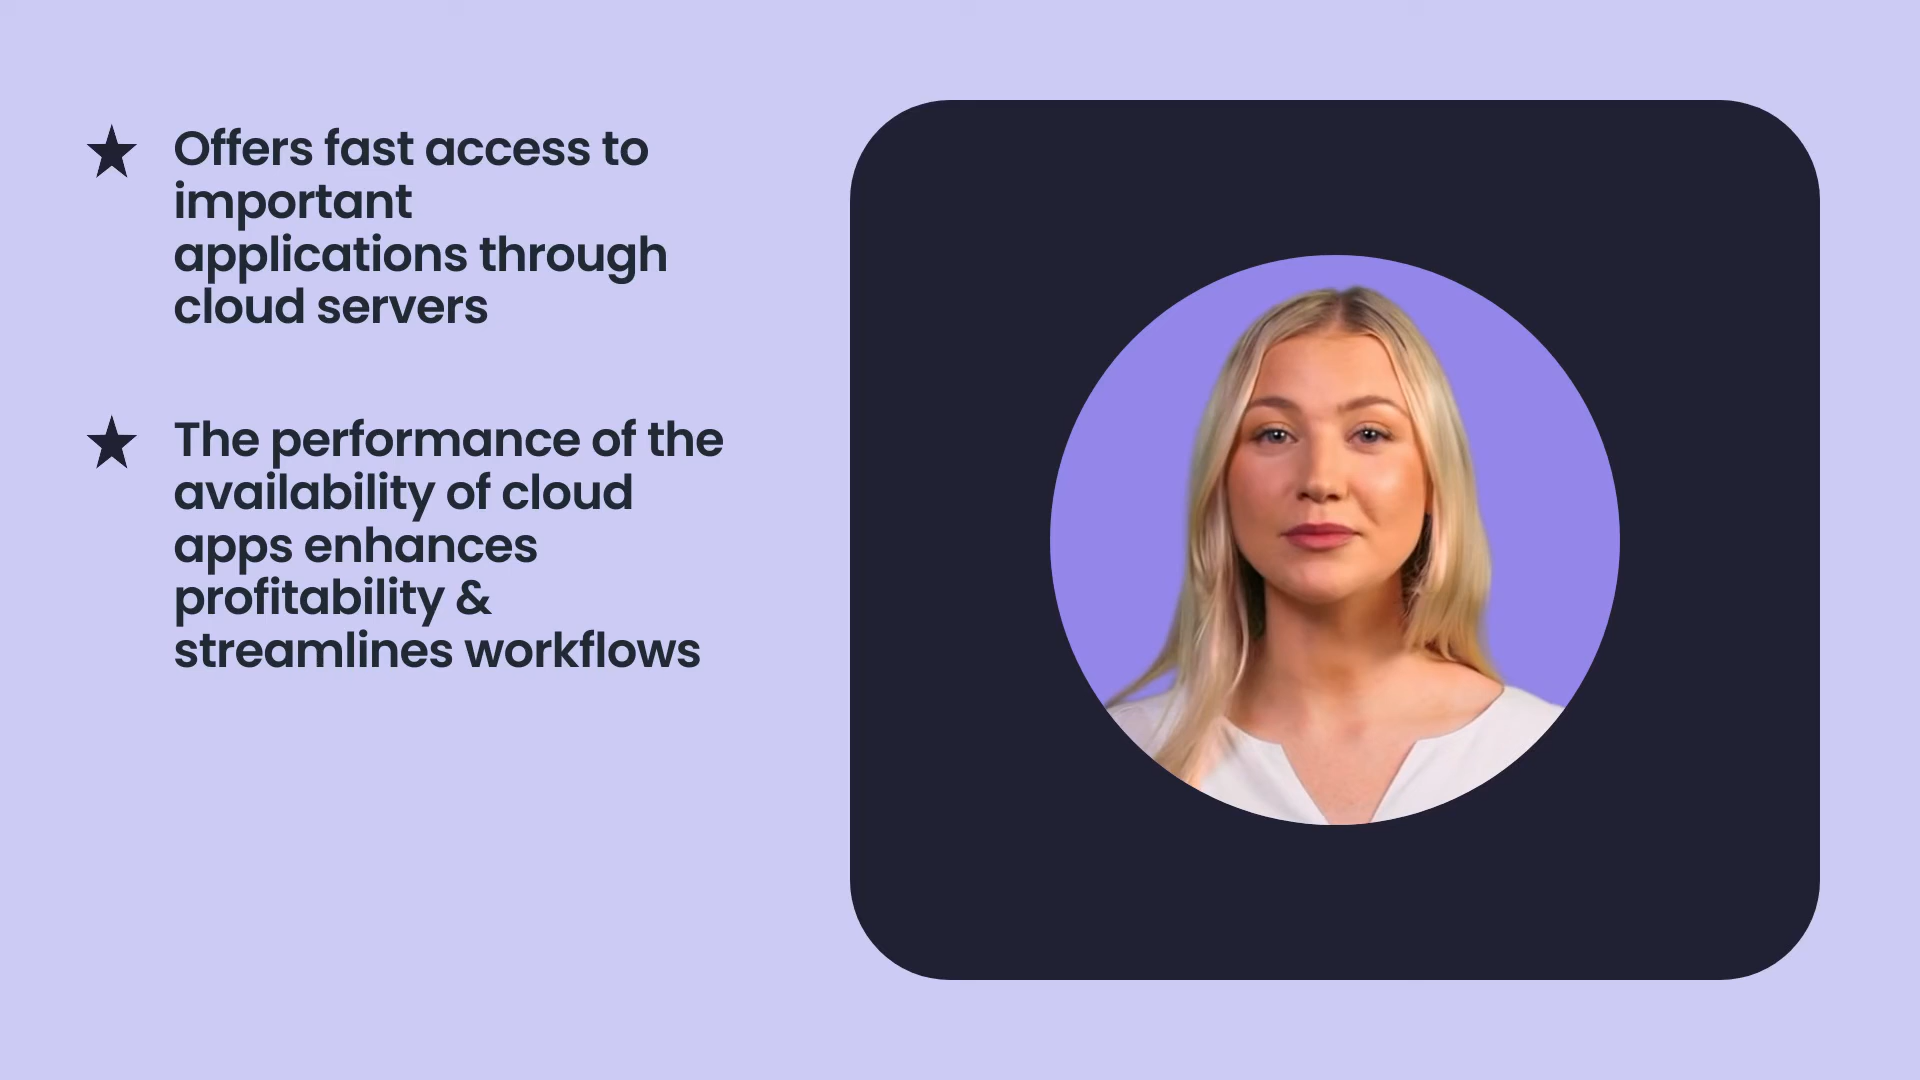 Offers fast access to
important
applications through
cloud servers
The performance of the
availability of cloud
apps enhances
profitability &
streamlines workflows